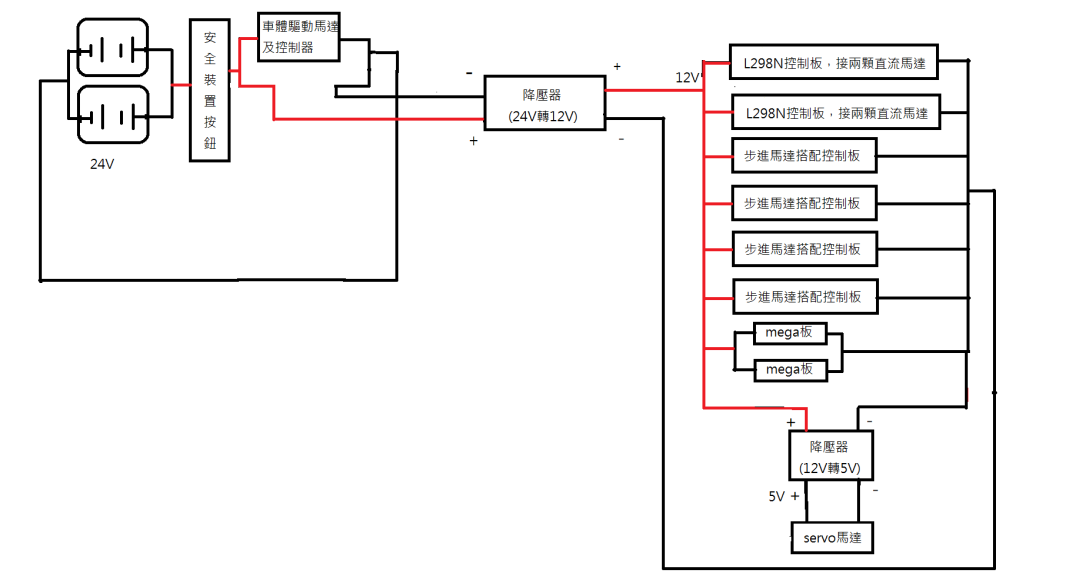 24V
安
全
裝
置
按
鈕
車體驅動馬達
及控制器
-
+
降壓器
(24V轉12V)
+
-
12V
L298N控制板，接兩顆直流馬達
L298N控制板，接兩顆直流馬達
步進馬達搭配控制板
步進馬達搭配控制板
步進馬達搭配控制板
步進馬達搭配控制板
mega板
mega板
+
-
降壓器
(12V轉5V)
5V +
-
servo馬達